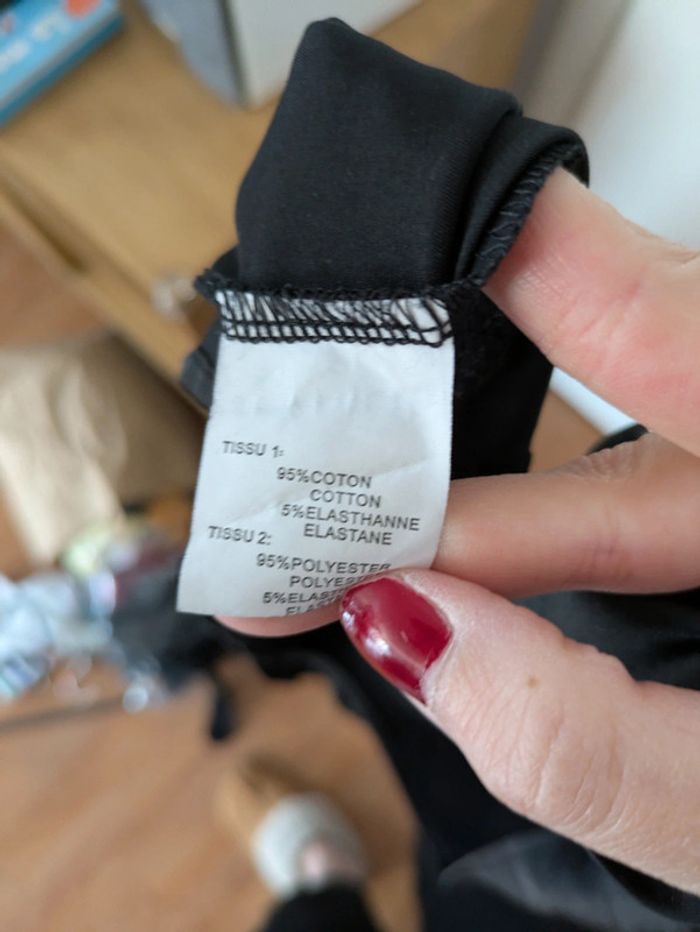 TISSU 1:
95%COTON
COTTON
5%ELASTHANNE
ELASTANE
TISSU 2:
95%POLYESTER